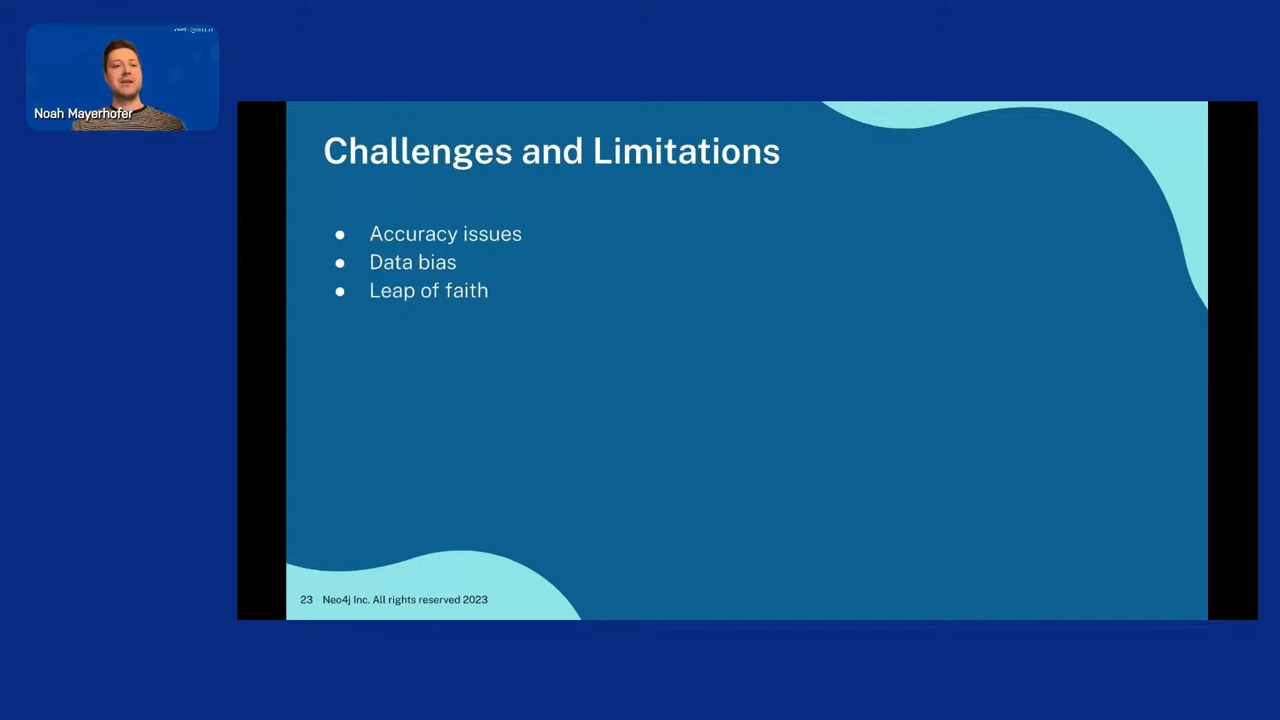 Noah Mayerhofer
Challenges and Limitations
● Accuracy issues
● Data bias
● Leap of faith
23 Neo4j Inc. All rights reserved 2023